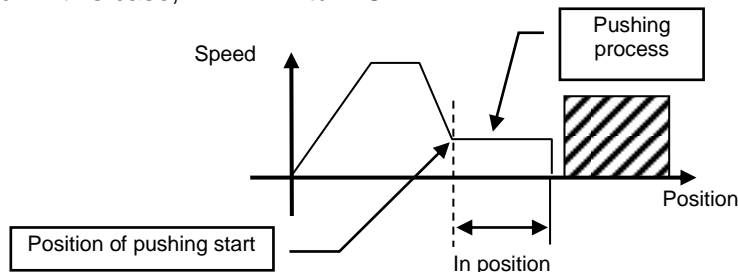 Pushing
process
Speed
Position
Position of pushing start
In position